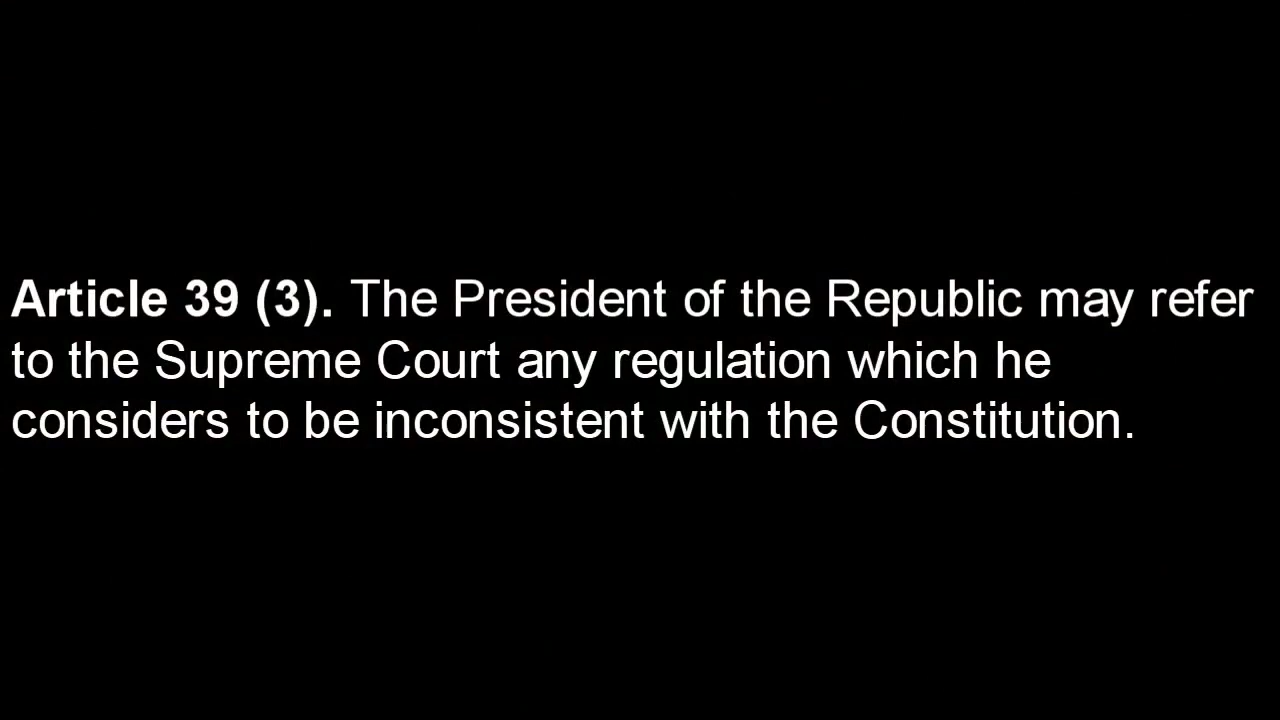 Article 39 (3). The President of the Republic may refer
to the Supreme Court any regulation which he
considers to be inconsistent with the Constitution.